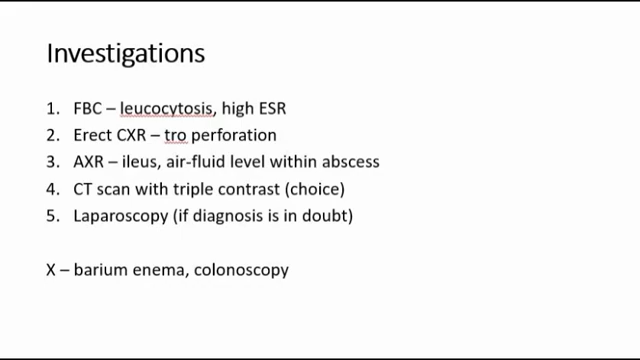 Investigations
1. FBC – leucocytosis, high ESR
2. Erect CXR – tro perforation
3. AXR – ileus, air-fluid level within abscess
4. CT scan with triple contrast (choice)
5. Laparoscopy (if diagnosis is in doubt)
X – barium enema, colonoscopy